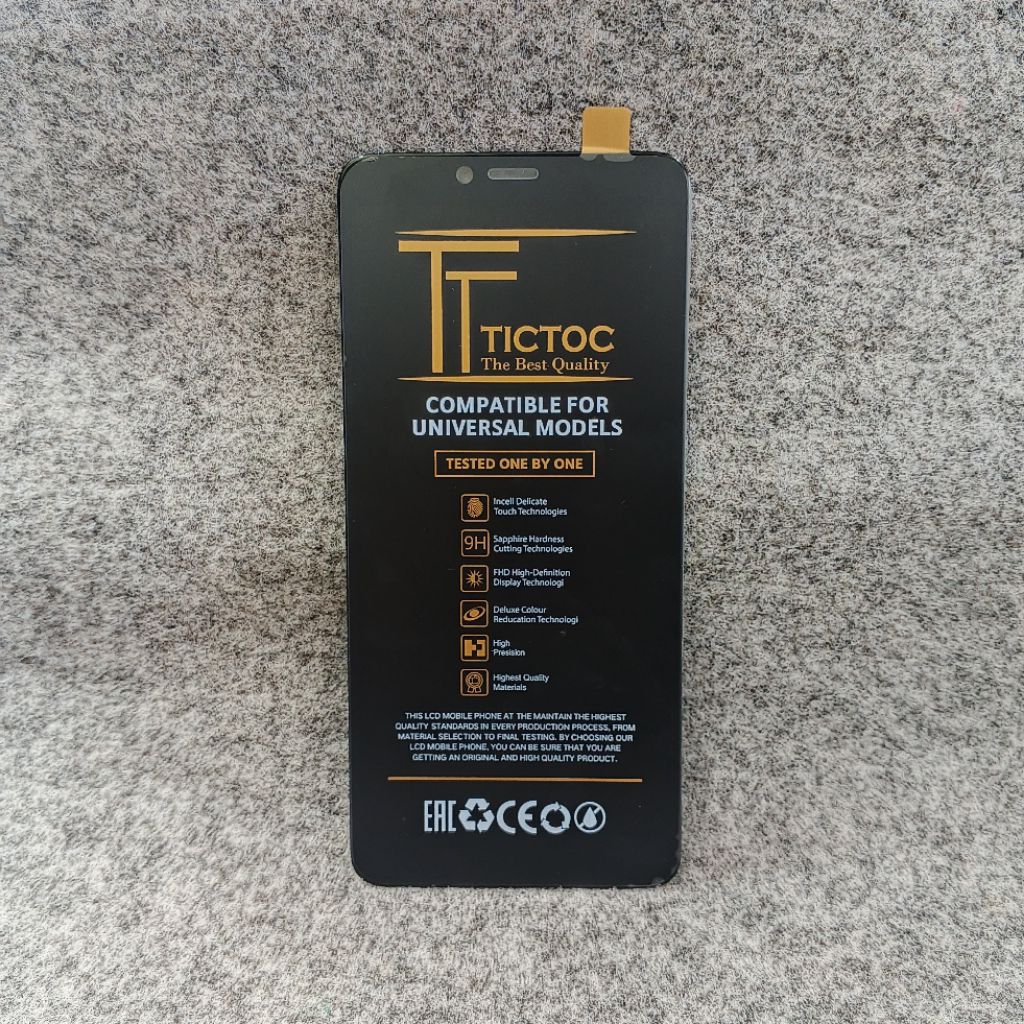 TT
TICTOC
The Best Quality
COMPATIBLE FOR
UNIVERSAL MODELS
TESTED ONE BY ONE
Incell Delicate
Touch Technologies
9H
Sapphire Hardness
Cutting Technologies
FHD High-Definition
Display Technologi
Deluxe Colour
Reducation Technologi
High
Presision
Highest Quality
Materials
THIS LCD MOBILE PHONE AT THE MAINTAIN THE HIGHEST
QUALITY STANDARDS IN EVERY PRODUCTION PROCESS, FROM
MATERIAL SELECTION TO FINAL TESTING. BY CHOOSING OUR
LCD MOBILE PHONE, YOU CAN BE SURE THAT YOU ARE
GETTING AN ORIGINAL AND HIGH QUALITY PRODUCT.
EAC CE